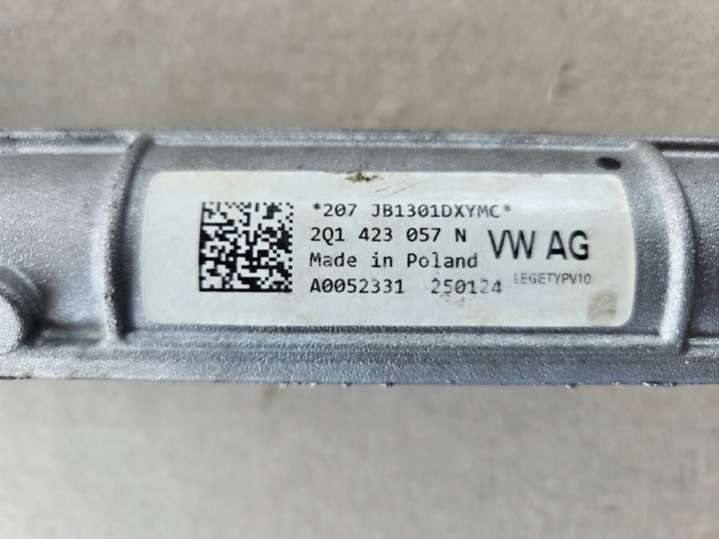 *207 JB1301DXYMC*
2Q1 423 057 N
VW AG
Made in Poland
LEGETYPV10
A0052331 250124